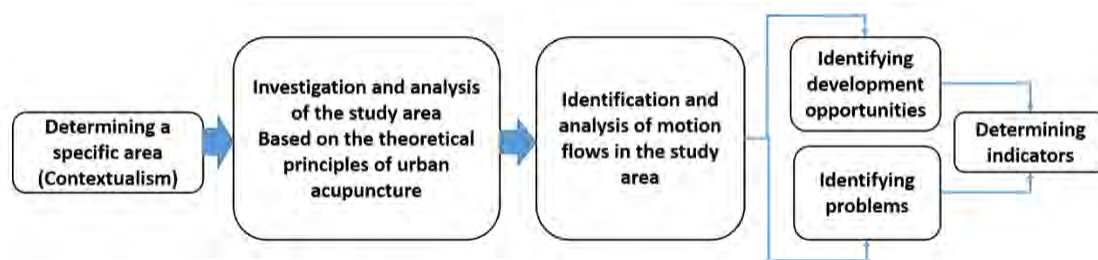 Determining a
specific area
(Contextualism)
Investigation and analysis
of the study area
Based on the theoretical
principles of urban
acupuncture
Identification and
analysis of motion
flows in the study
area
Identifying
development
opportunities
Identifying
problems
Determining
indicators